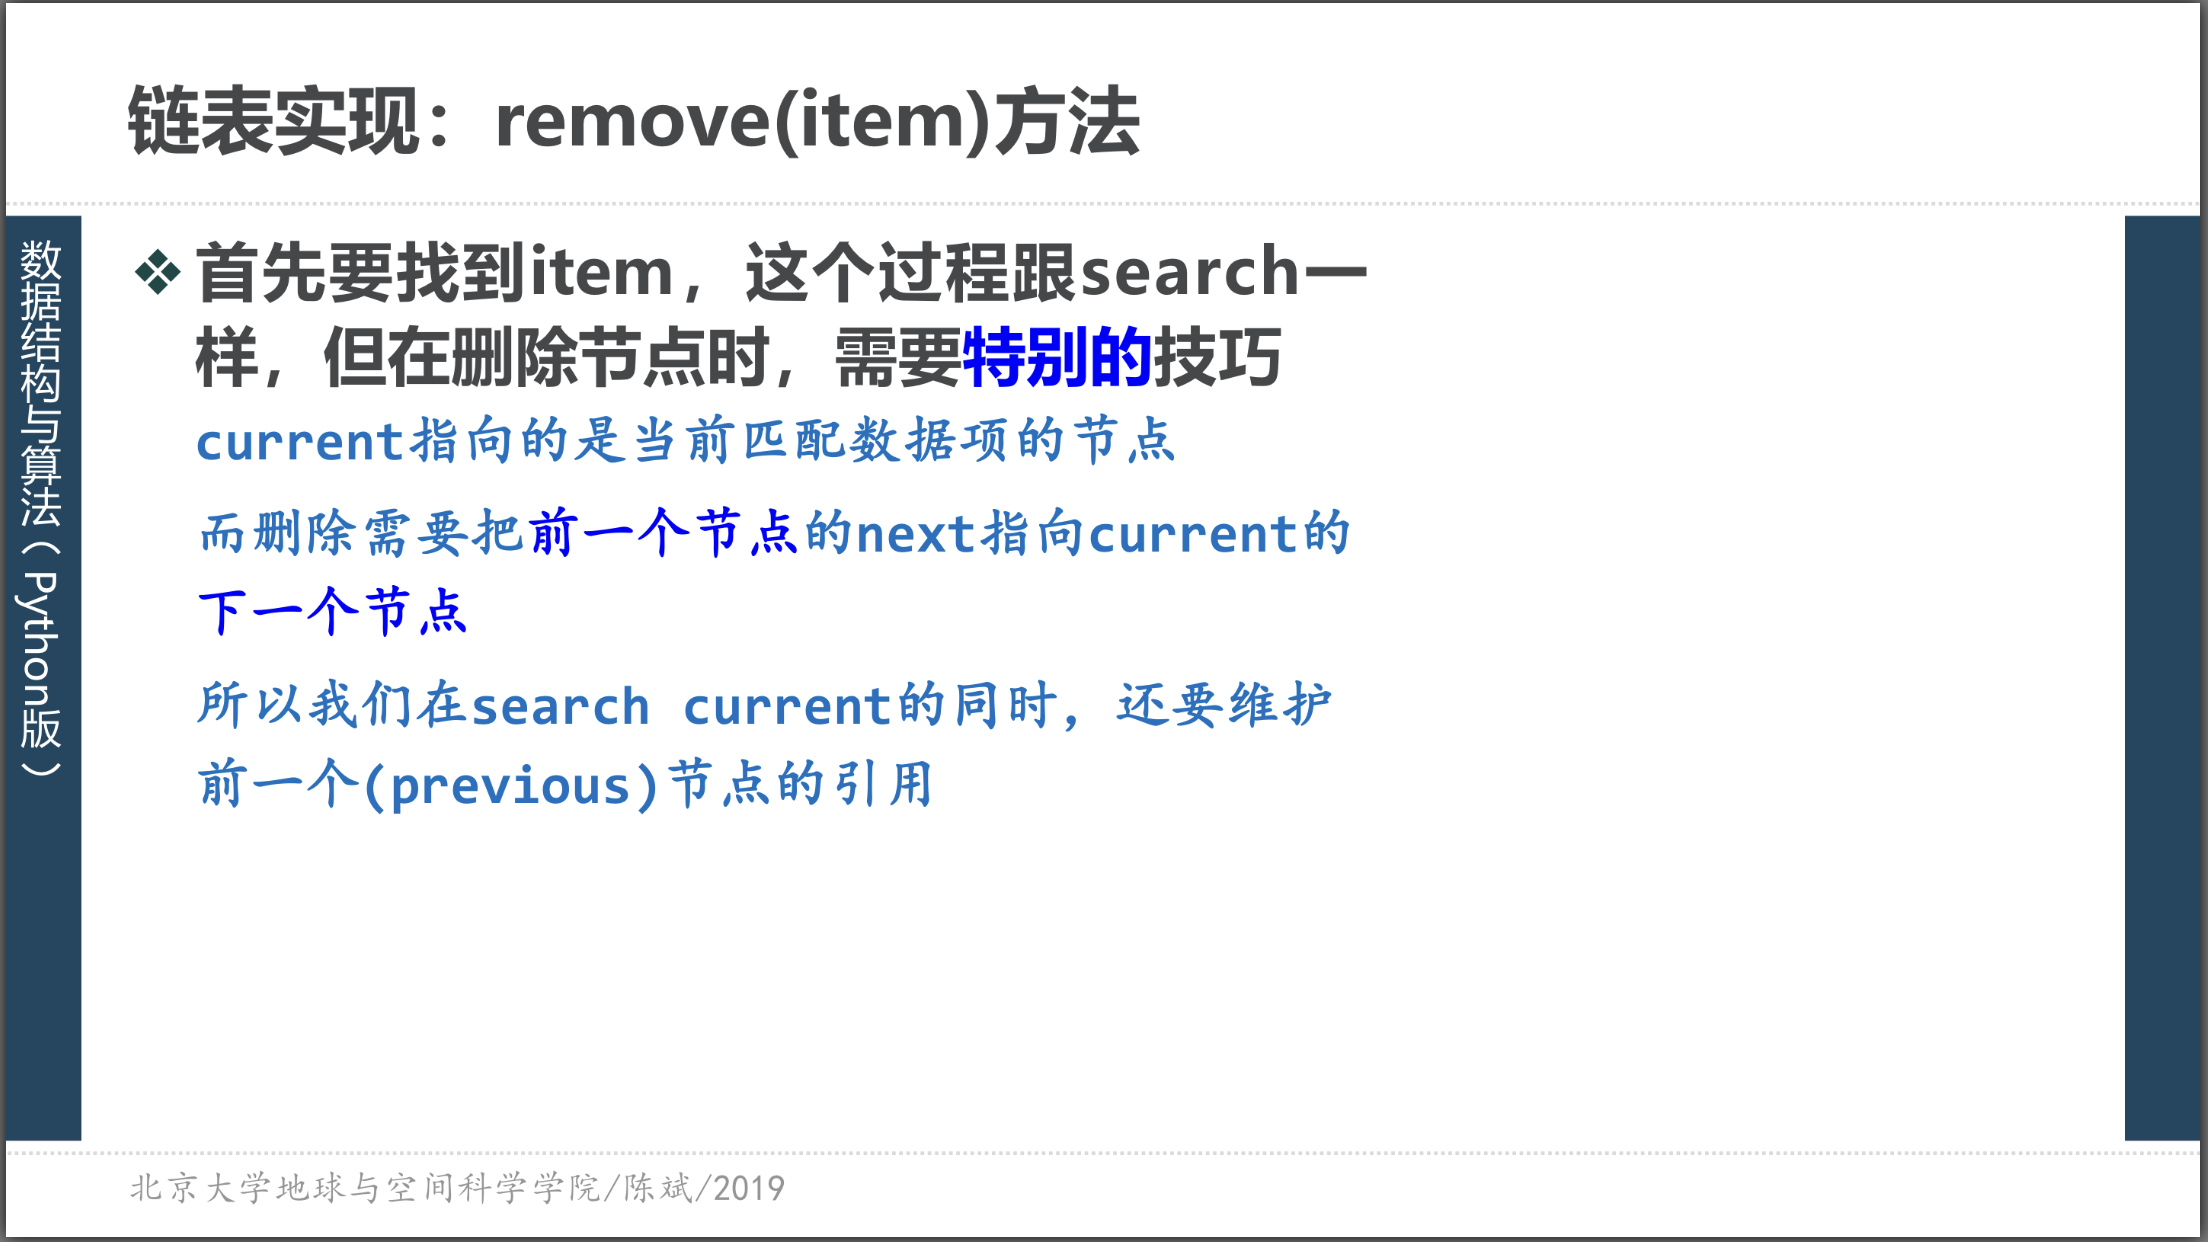 链表实现：remove(item)方法
数据结构与算法（Python版）
❖首先要找到item，这个过程跟search一
样，但在删除节点时，需要特别的技巧
current指向的是当前匹配数据项的节点
而删除需要把前一个节点的next指向current的
下一个节点
所以我们在search current的同时，还要维护
前一个(previous)节点的引用
北京大学地球与空间科学学院/陈斌/2019